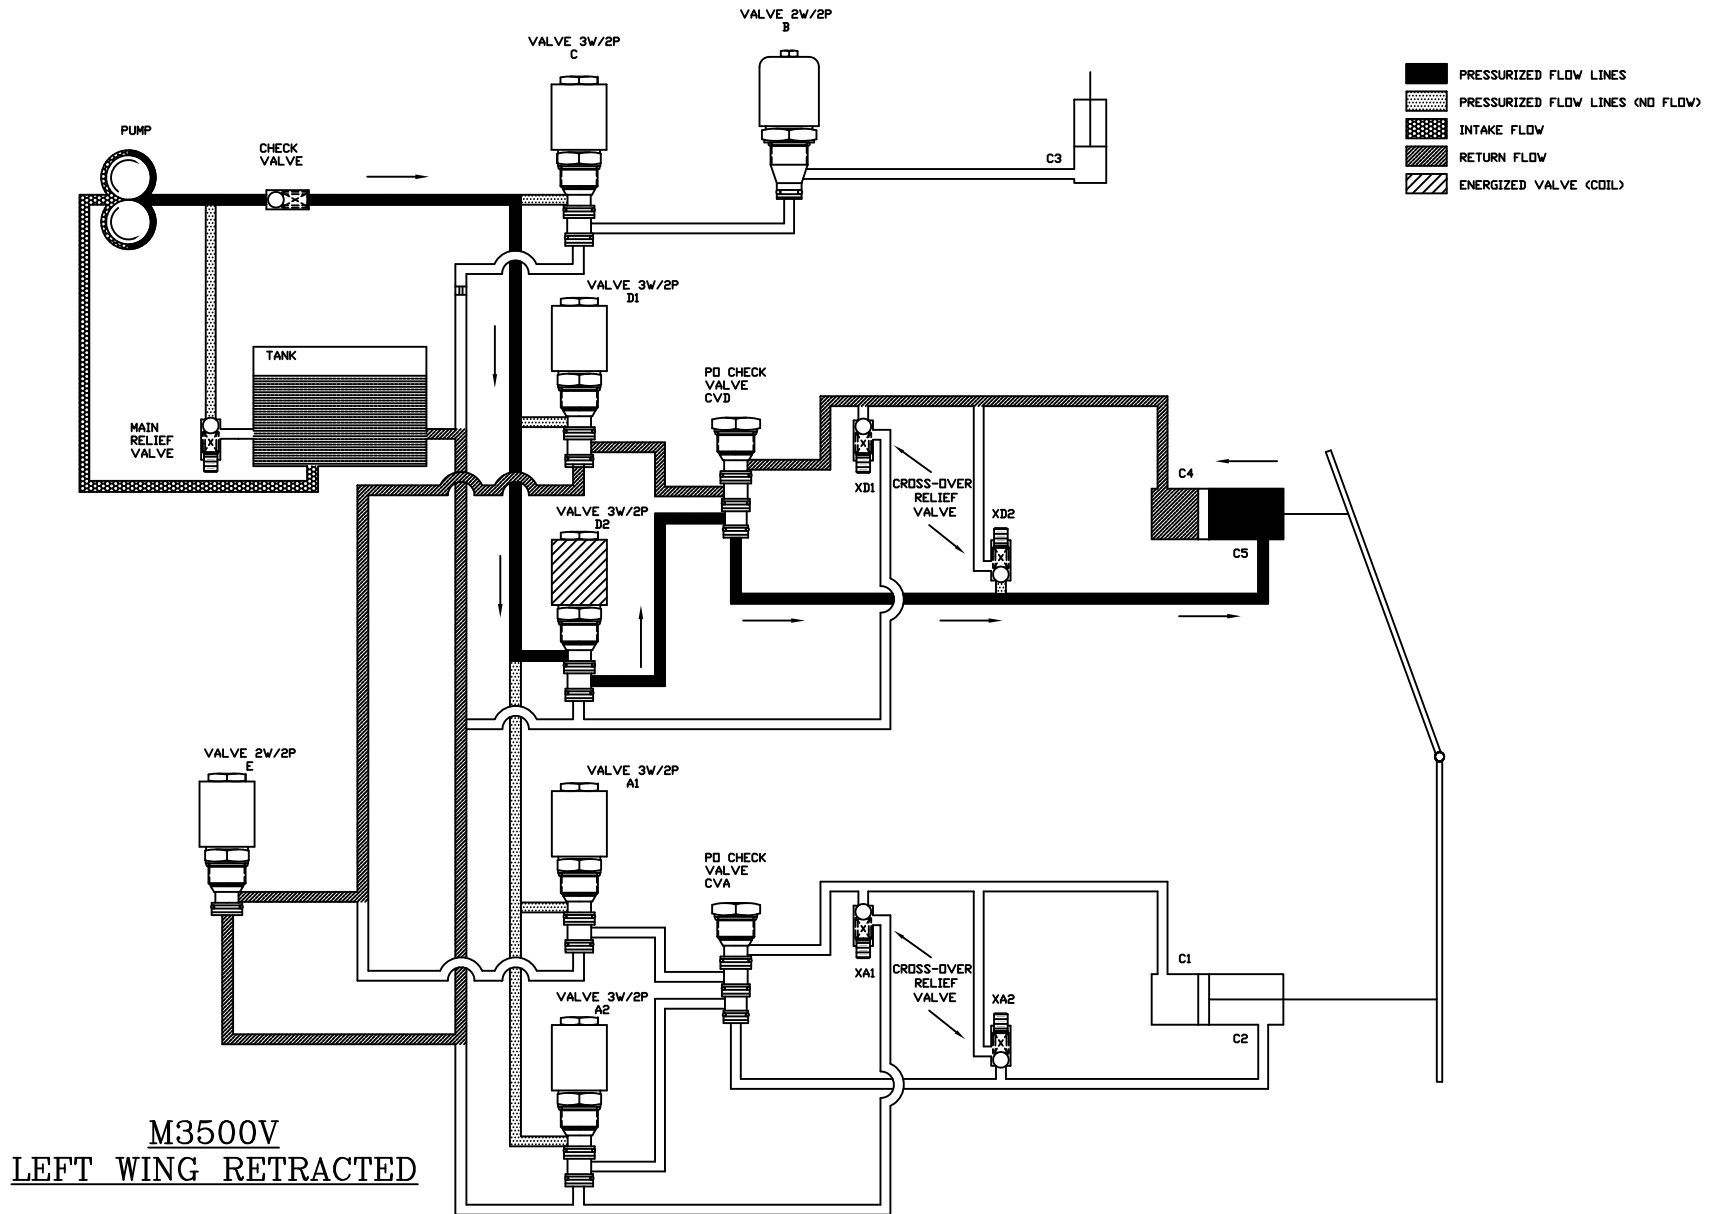 VALVE 2W/2P
B
VALVE 3W/2P
C
PRESSURIZED FLOW LINES
PRESSURIZED FLOW LINES (NO FLOW)
INTAKE FLOW
RETURN FLOW
ENERGIZED VALVE (COIL)
PUMP
CHECK
VALVE
C3
VALVE 3W/2P
D1
TANK
MAIN
RELIEF
VALVE
PO CHECK
VALVE
CVD
XD1
CROSS-OVER
RELIEF
VALVE
XD2
C4
C5
VALVE 3W/2P
D2
VALVE 2W/2P
E
VALVE 3W/2P
A1
PO CHECK
VALVE
CVA
XA1
CROSS-OVER
RELIEF
VALVE
XA2
C1
C2
VALVE 3W/2P
A2
M3500V
LEFT WING RETRACTED